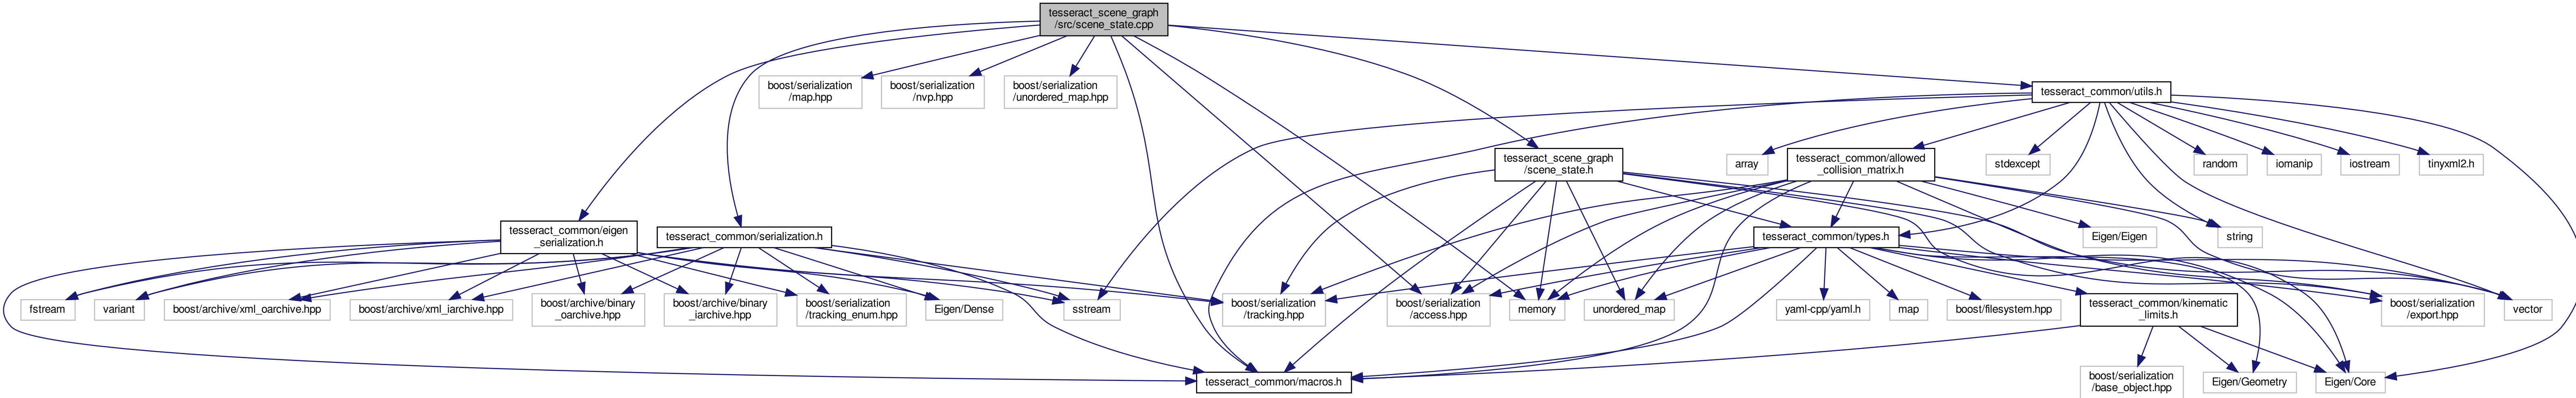 tesseract_scene_graph
/src/scene_state.cpp
boost/serialization
/map.hpp
boost/serialization
/nvp.hpp
boost/serialization
/unordered_map.hpp
tesseract_common/utils.h
array
tesseract_scene_graph
/scene_state.h
tesseract_common/allowed
_collision_matrix.h
stdexcept
random
iomanip
iostream
tinyxml2.h
tesseract_common/eigen
_serialization.h
tesseract_common/serialization.h
tesseract_common/types.h
Eigen/Eigen
string
fstream
variant
boost/archive/xml_oarchive.hpp
boost/archive/xml_iarchive.hpp
boost/archive/binary
_oarchive.hpp
boost/archive/binary
_iarchive.hpp
boost/serialization
/tracking_enum.hpp
Eigen/Dense
sstream
boost/serialization
/tracking.hpp
boost/serialization
/access.hpp
memory
unordered_map
yaml-cpp/yaml.h
map
boost/filesystem.hpp
tesseract_common/kinematic
_limits.h
boost/serialization
/export.hpp
vector
tesseract_common/macros.h
boost/serialization
/base_object.hpp
Eigen/Geometry
Eigen/Core